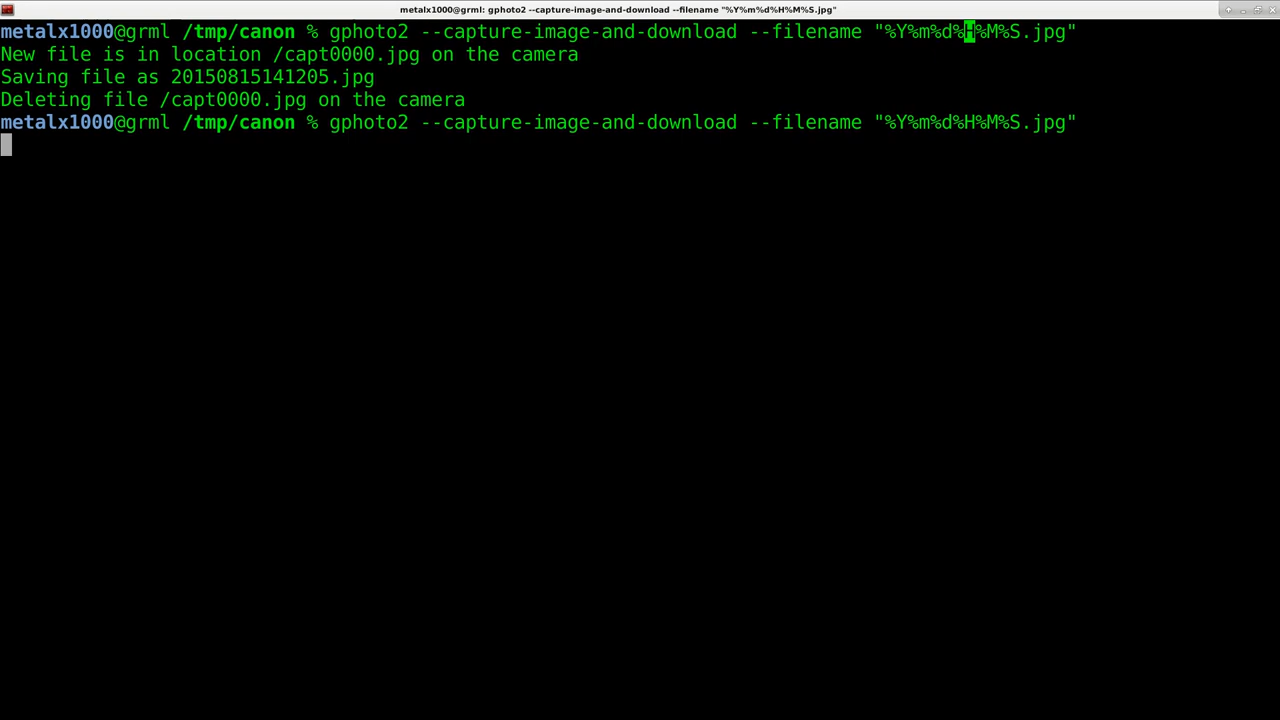 metalx1000@grml: gphoto2 --capture-image-and-download --filename "%Y%m%d%H%M%S.jpg"
metalx1000@grml /tmp/canon % gphoto2 --capture-image-and-download --filename "%Y%m%d%H%M%S.jpg"
New file is in location /capt0000.jpg on the camera
Saving file as 20150815141205.jpg
Deleting file /capt0000.jpg on the camera
metalx1000@grml /tmp/canon % gphoto2 --capture-image-and-download --filename "%Y%m%d%H%M%S.jpg"